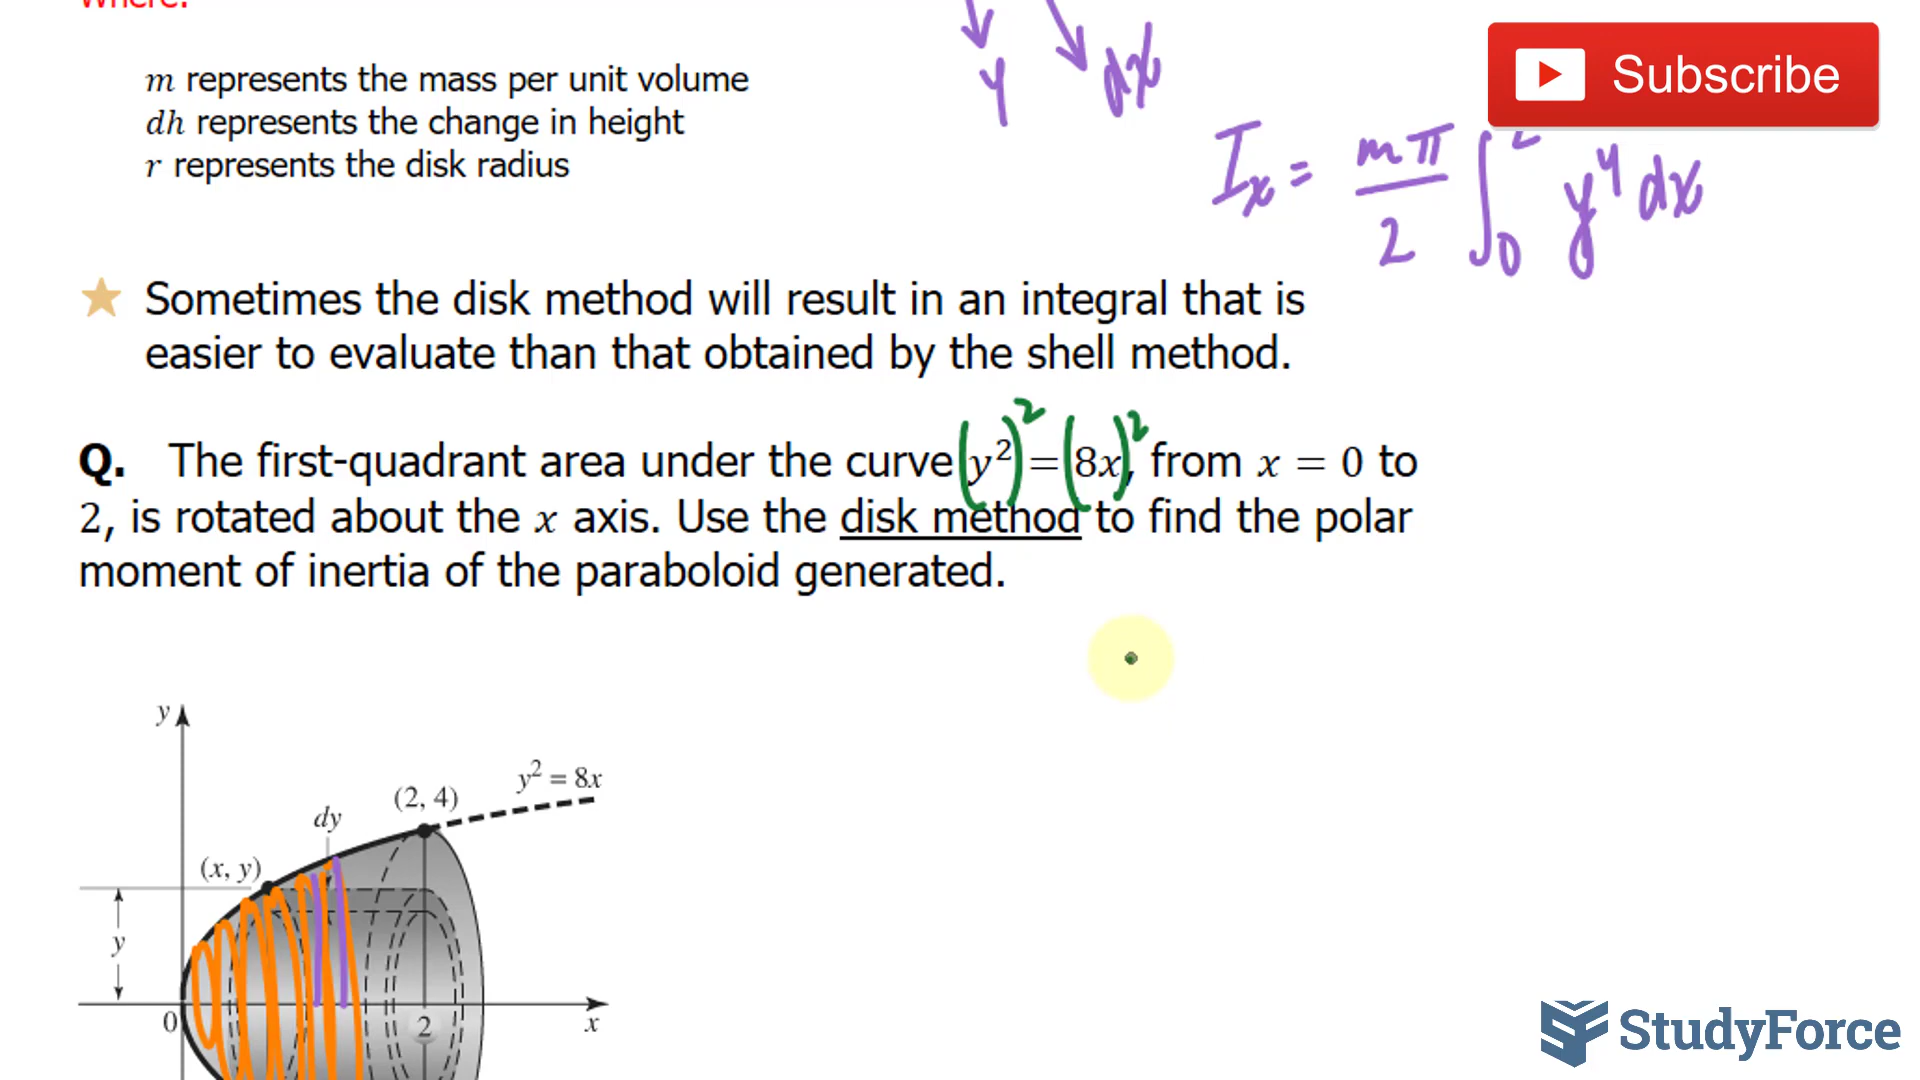 Where:
y dx
Subscribe
m represents the mass per unit volume
dh represents the change in height
r represents the disk radius
Iₓ = mπ/2 ∫₀² y⁴ dx
★ Sometimes the disk method will result in an integral that is
easier to evaluate than that obtained by the shell method.
Q. The first-quadrant area under the curve (y²)² = (8x)², from x = 0 to
2, is rotated about the x axis. Use the disk method to find the polar
moment of inertia of the paraboloid generated.
y
y² = 8x
(2, 4)
dy
(x, y)
y
0
2
x
StudyForce